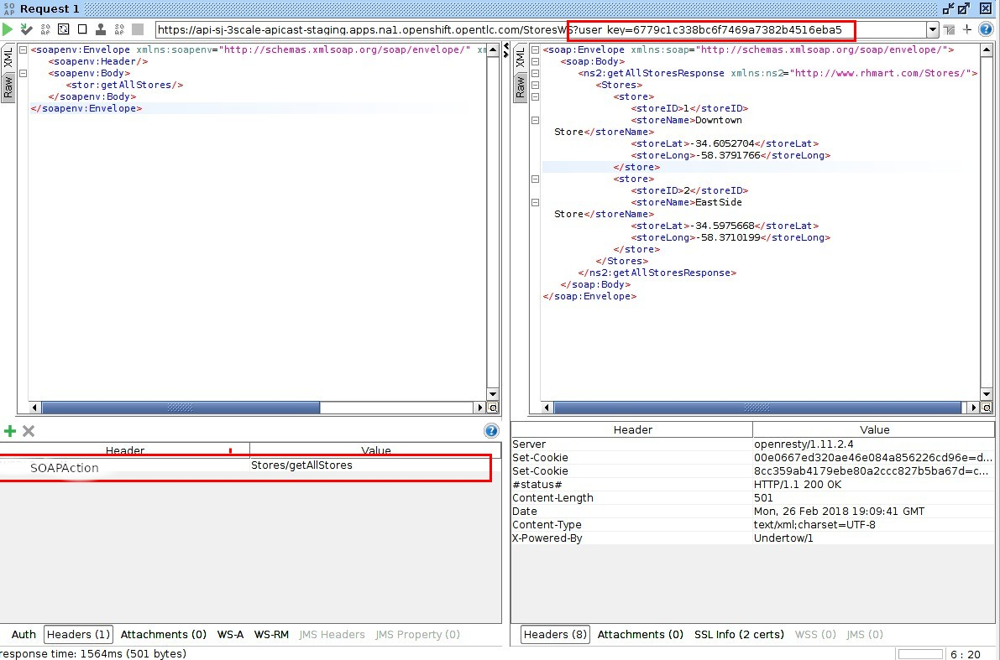 SO
AP
Request 1
https://api-sj-3scale-apicast-staging.apps.na1.openshift.opentlc.com/StoresWS?user key=6779c1c338bc6f7469a7382b4516eba5
XML
Raw
<soapenv:Envelope xmlns:soapenv="http://schemas.xmlsoap.org/soap/envelope/" xm
<soapenv:Header/>
<soapenv:Body>
<stor:getAllStores/>
</soapenv:Body>
</soapenv:Envelope>
XML
Raw
<soap:Envelope xmlns:soap="http://schemas.xmlsoap.org/soap/envelope/">
<soap:Body>
<ns2:getAllStoresResponse xmlns:ns2="http://www.rhmart.com/Stores/">
<Stores>
<store>
<storeID>1</storeID>
<storeName>Downtown
Store</storeName>
<storeLat>-34.6052704</storeLat>
<storeLong>-58.3791766</storeLong>
</store>
<store>
<storeID>2</storeID>
<storeName>EastSide
Store</storeName>
<storeLat>-34.5975668</storeLat>
<storeLong>-58.3710199</storeLong>
</store>
</Stores>
</ns2:getAllStoresResponse>
</soap:Body>
</soap:Envelope>
Header Value
SOAPAction Stores/getAllStores
Header Value
Server openresty/1.11.2.4
Set-Cookie 00e0667ed320ae46e084a856226cd96e=d...
Set-Cookie 8cc359ab4179ebe80a2ccc827b5ba67d=c...
#status# HTTP/1.1 200 OK
Content-Length 501
Date Mon, 26 Feb 2018 19:09:41 GMT
Content-Type text/xml;charset=UTF-8
X-Powered-By Undertow/1
Auth Headers (1) Attachments (0) WS-A WS-RM JMS Headers JMS Property (0)
Headers (8) Attachments (0) SSL Info (2 certs) WSS (0) JMS (0)
response time: 1564ms (501 bytes)
6 : 20